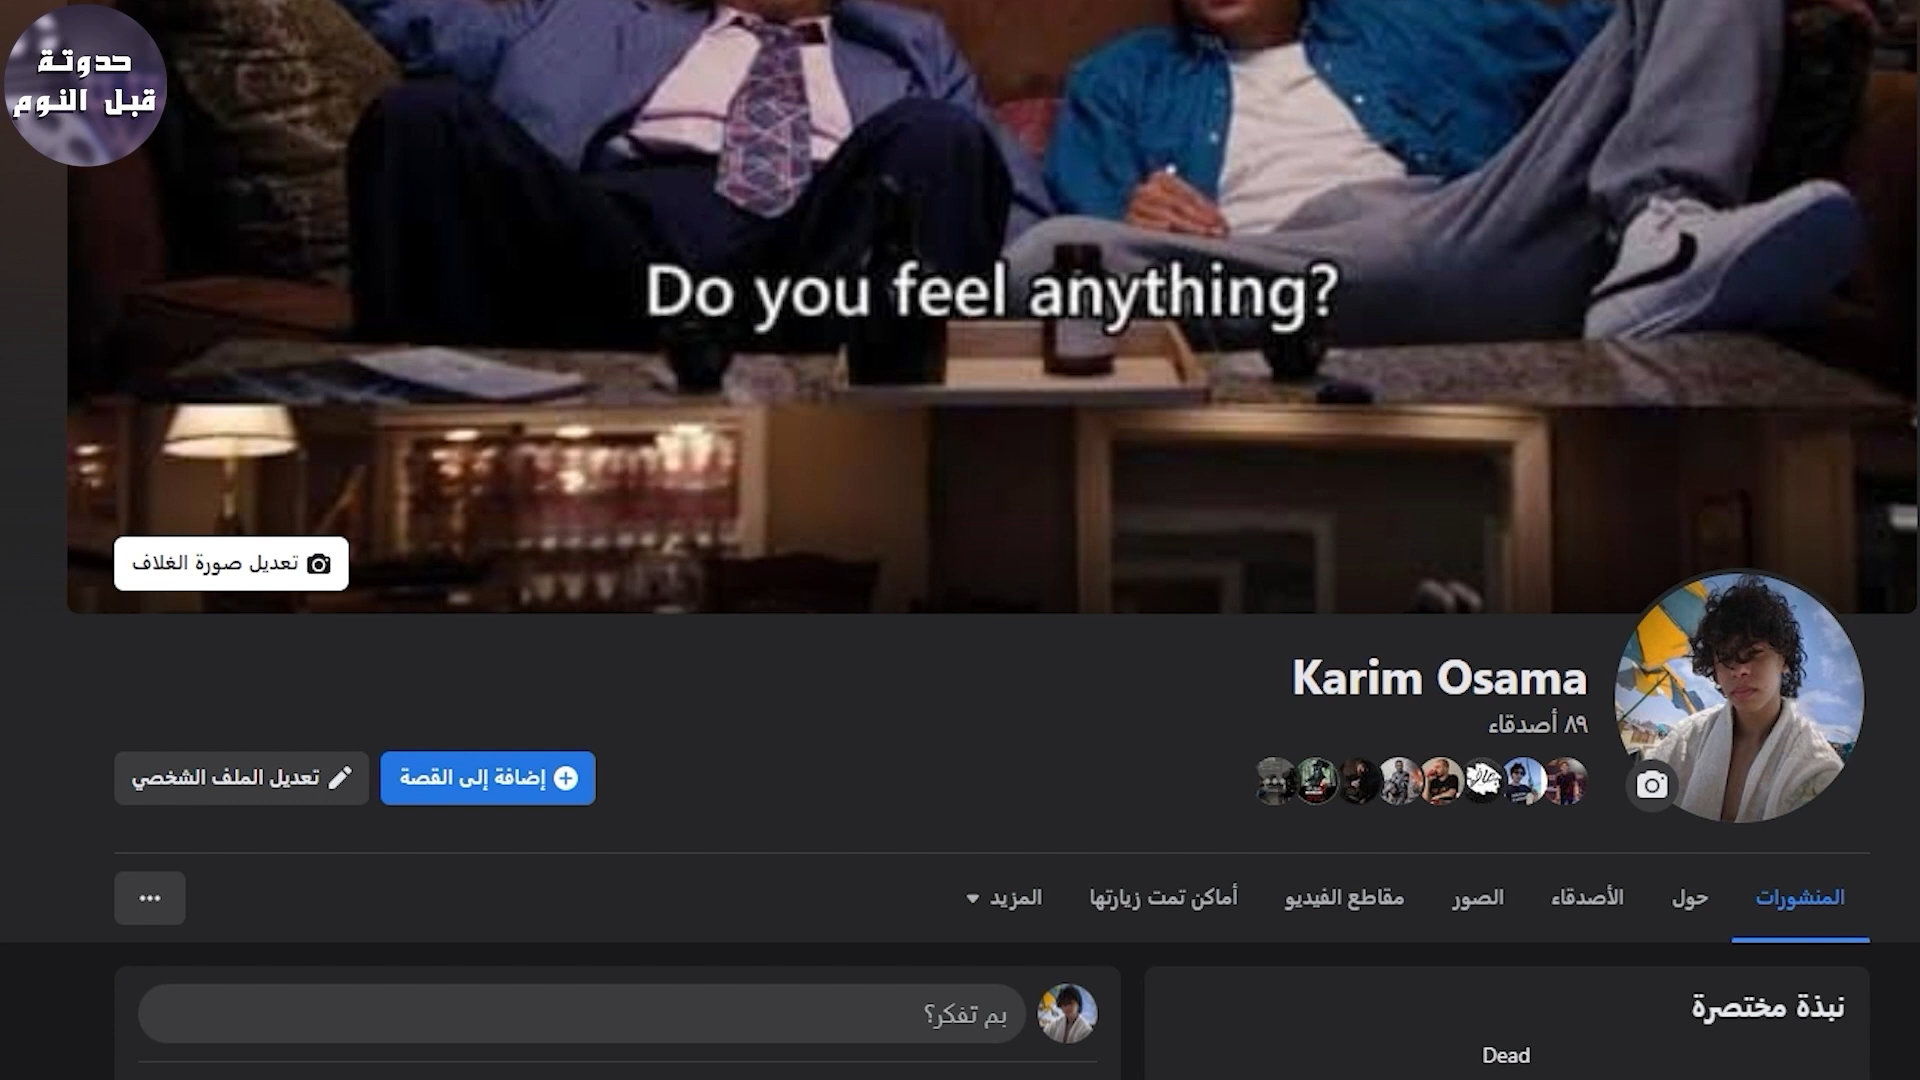 حدوتة
قبل النوم
Do you feel anything?
تعديل صورة الغلاف
Karim Osama
٨٩ أصدقاء
إضافة إلى القصة
تعديل الملف الشخصي
المنشورات
حول
الأصدقاء
الصور
مقاطع الفيديو
أماكن تمت زيارتها
المزيد
نبذة مختصرة
Dead
بم تفكر؟